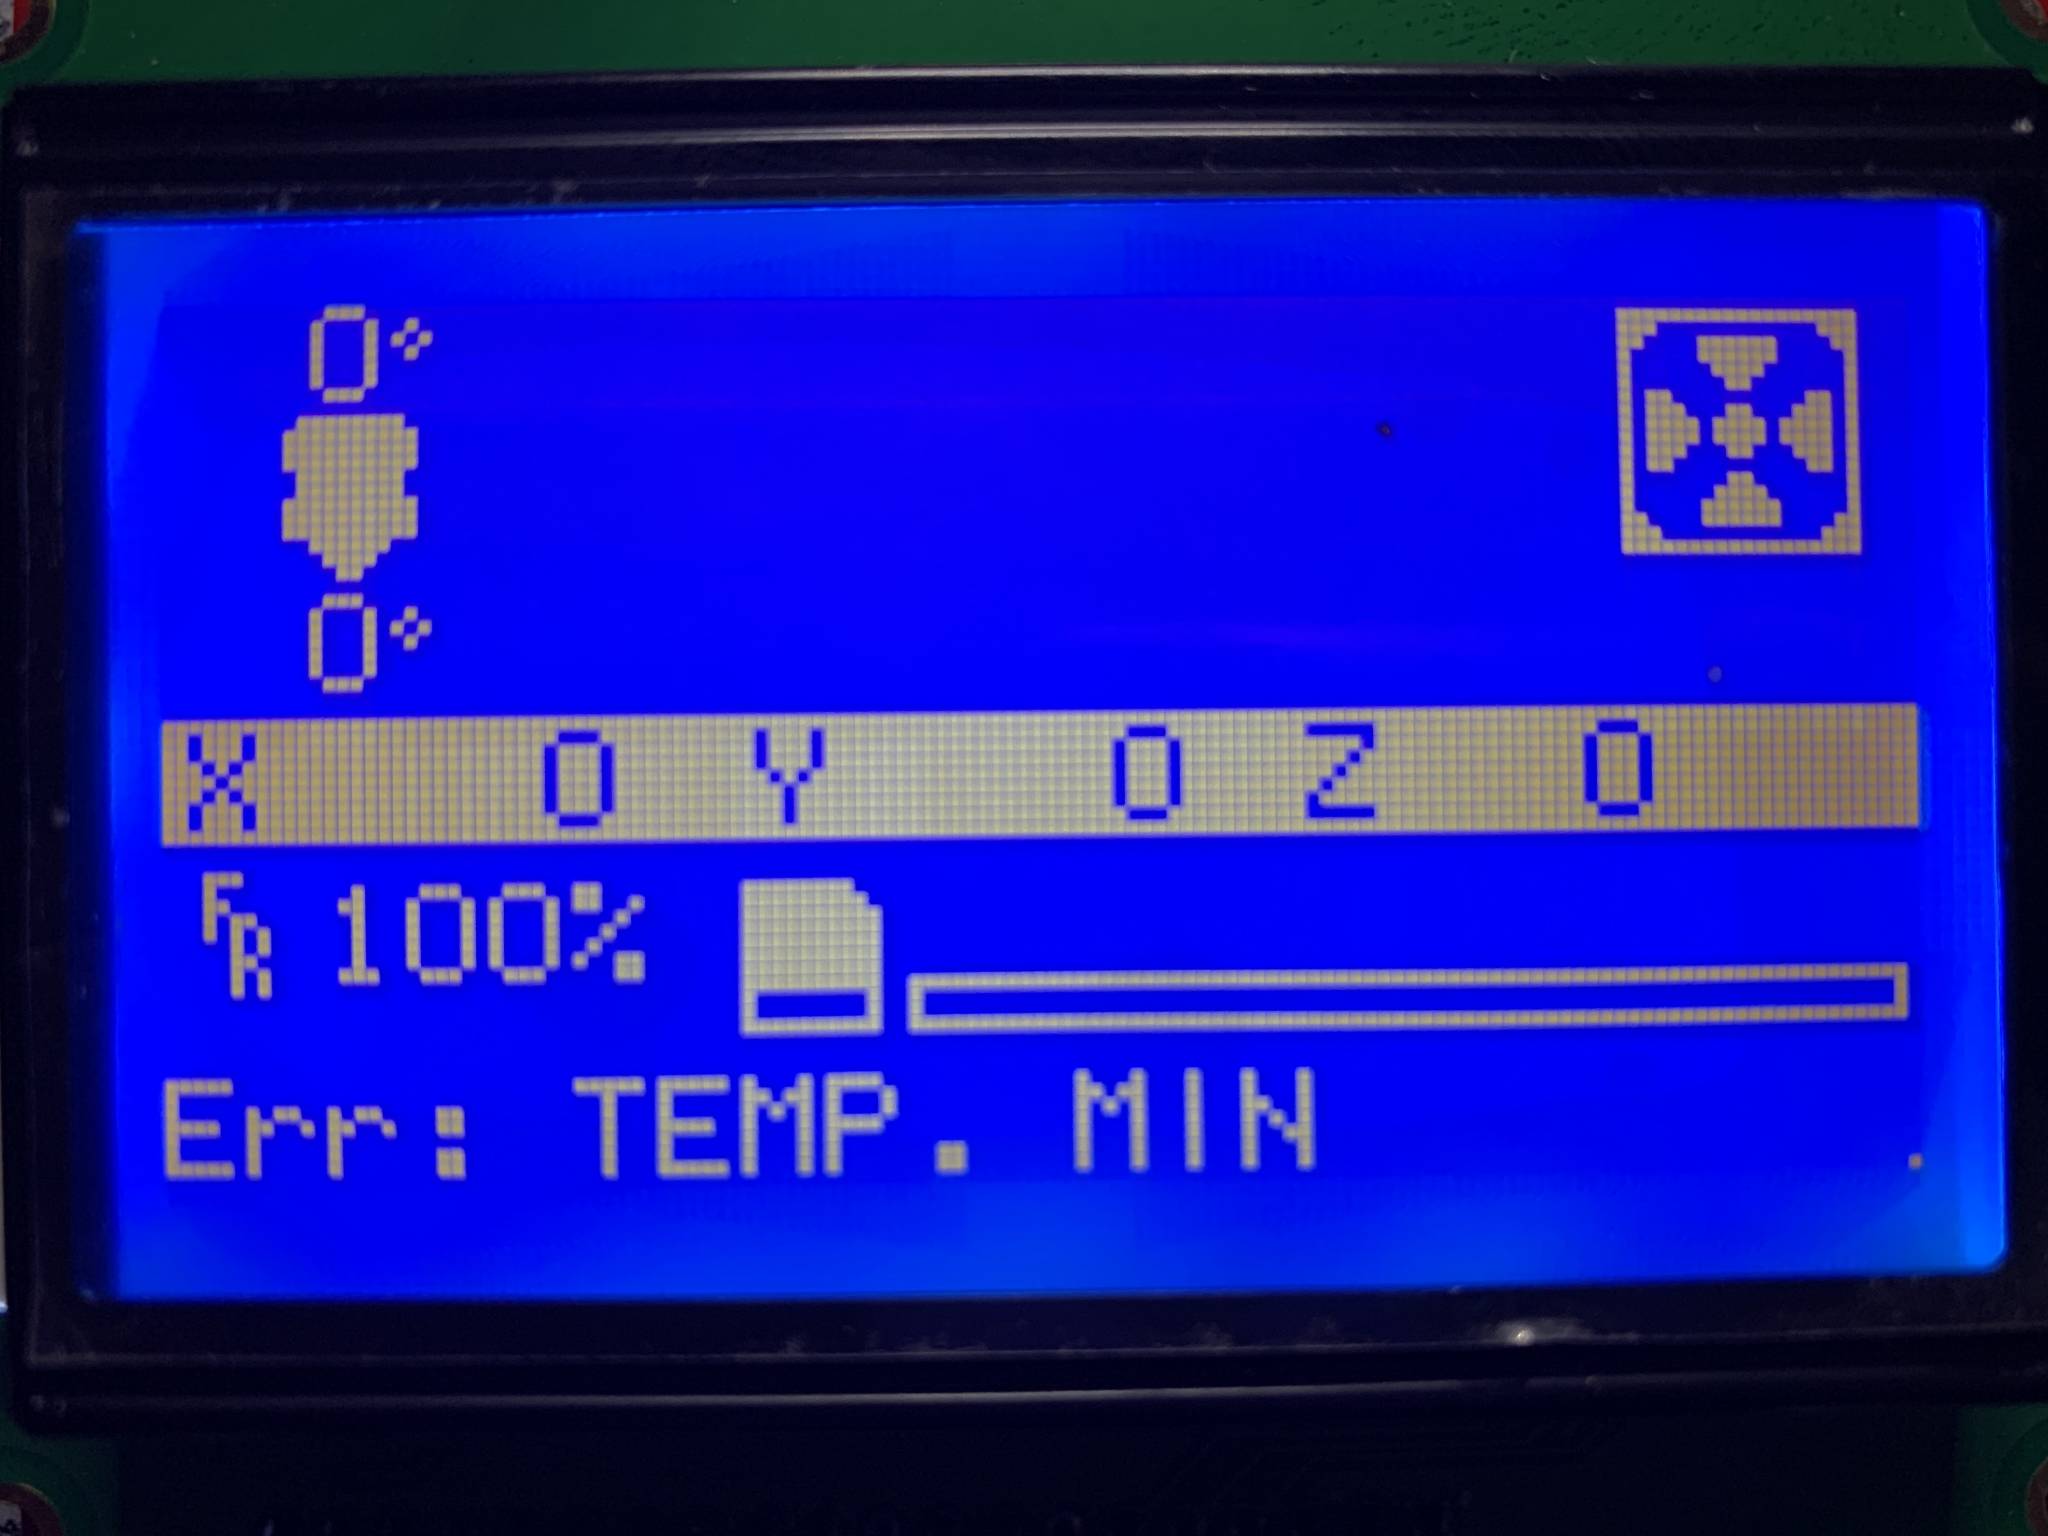 0°
0°
X 0 Y 0 Z 0
FR 100%
Err: TEMP. MIN